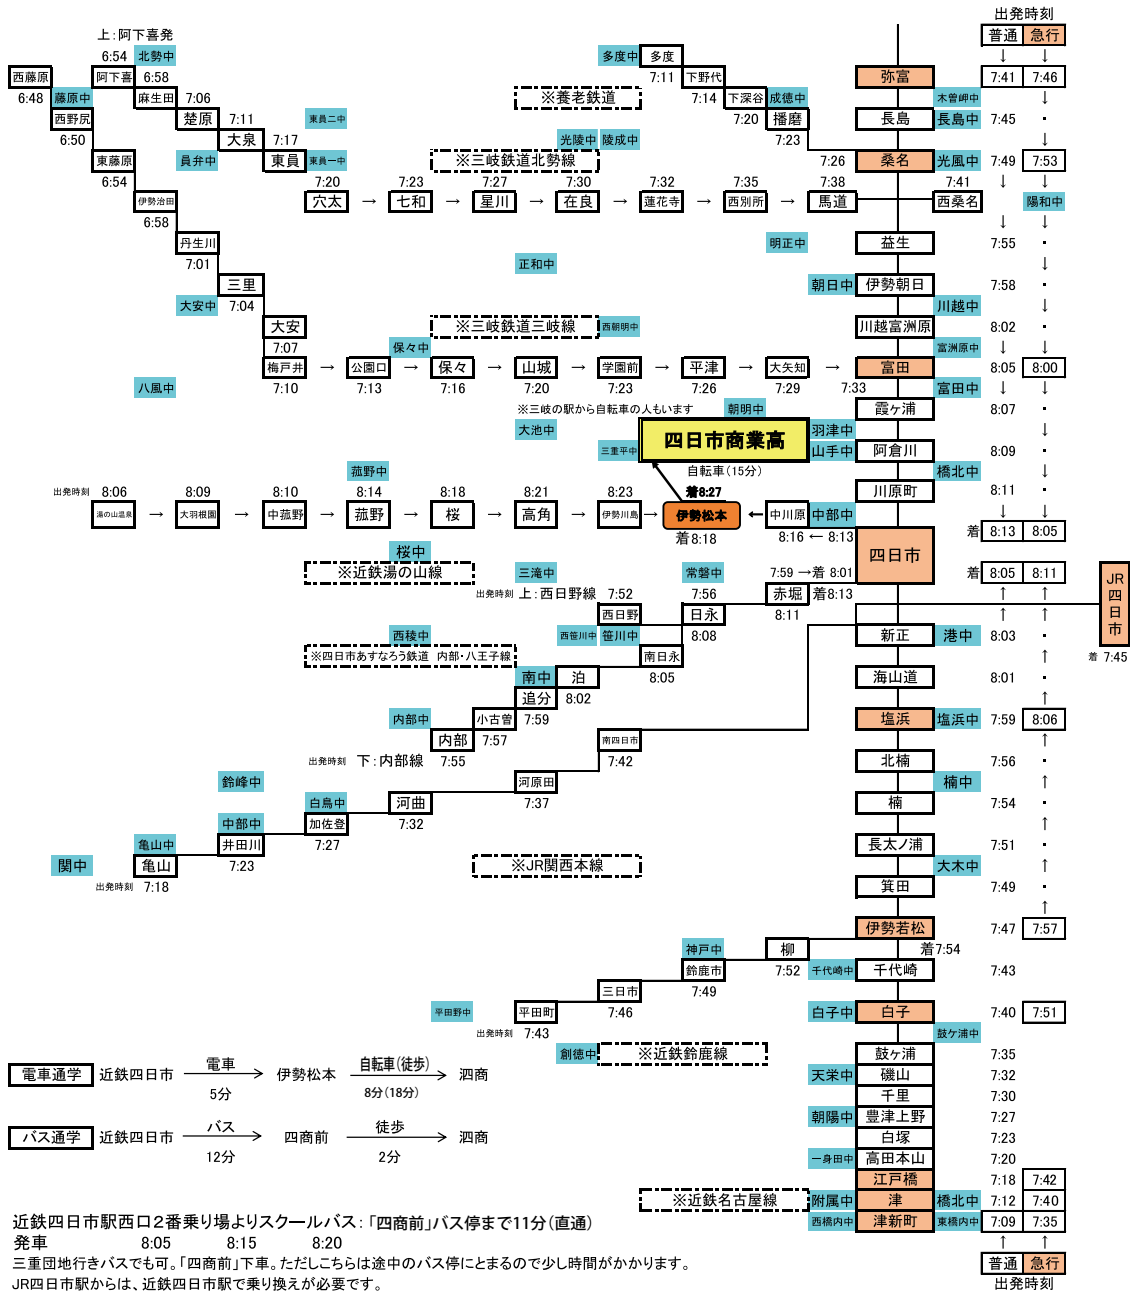 出発時刻
普通 急行
↓ ↓
上：阿下喜発
6:54 北勢中 多度中 多度
西藤原 阿下喜 6:58 7:11 下野代 弥富 7:41 7:46
6:48 藤原中 麻生田 7:06 ※養老鉄道 7:14 下深谷 成徳中 木曽岬中 ↓
西野尻 楚原 7:11 東員二中 7:20 播磨 長島 長島中 7:45 ・
6:50 大泉 7:17 光陵中 陵成中 7:23 ↓
東藤原 員弁中 東員 東員一中 ※三岐鉄道北勢線 7:26 桑名 光風中 7:49 7:53
6:54 7:20 7:23 7:27 7:30 7:32 7:35 7:38 7:41 ↓ ↓
伊勢治田 穴太 → 七和 → 星川 → 在良 → 蓮花寺 → 西別所 → 馬道 西桑名 陽和中
6:58 ↓ ↓
丹生川 明正中 益生 7:55 ・
7:01 正和中 ↓
三里 朝日中 伊勢朝日 7:58 ・
大安中 7:04 川越中 ↓
大安 ※三岐鉄道三岐線 西朝明中 川越富洲原 8:02 ・
7:07 保々中 富洲原中 ↓ ↓
梅戸井 → 公園口 → 保々 → 山城 → 学園前 → 平津 → 大矢知 → 富田 8:05 8:00
八風中 7:10 7:13 7:16 7:20 7:23 7:26 7:29 7:33 富田中 ↓ ↓
※三岐の駅から自転車の人もいます 朝明中 霞ヶ浦 8:07 ・
大池中 四日市商業高 羽津中 ↓
三重平中 山手中 阿倉川 8:09 ・
菰野中 自転車(15分) 橋北中 ↓
出発時刻 8:06 8:09 8:10 8:14 8:18 8:21 8:23 着8:27 川原町 8:11 ・
湯の山温泉 → 大羽根園 → 中菰野 → 菰野 → 桜 → 高角 → 伊勢川島 → 伊勢松本 ← 中川原 中部中 ↓
着8:18 8:16 ← 8:13 四日市 着 8:13 8:05
桜中
※近鉄湯の山線 三滝中 常磐中 7:59 → 着 8:01 着 8:05 8:11 JR四日市
出発時刻 上：西日野線 7:52 7:56 赤堀 着8:13 ↑ ↑
西日野 日永 8:11 ↑ ↑
西稜中 西笹川中 笹川中 8:08 新正 港中 8:03 ・
※四日市あすなろう鉄道 内部・八王子線 南日永 ↑ 着 7:45
南中 泊 8:05 海山道 8:01 ・
追分 8:02 ↑
内部中 小古曽 7:59 塩浜 塩浜中 7:59 8:06
内部 7:57 南四日市 ↑
出発時刻 下：内部線 7:55 7:42 北楠 7:56 ・
鈴峰中 河原田 楠中 ↑
白鳥中 河曲 7:37 楠 7:54 ・
中部中 加佐登 7:32 ↑
亀山中 井田川 7:27 長太ノ浦 7:51 ・
関中 亀山 7:23 ※JR関西本線 大木中 ↑
出発時刻 7:18 箕田 7:49 ・
↑
伊勢若松 7:47 7:57
神戸中 柳 着7:54
鈴鹿市 7:52 千代崎中 千代崎 7:43
三日市 7:49
平田野中 平田町 7:46 白子中 白子 7:40 7:51
出発時刻 7:43 鼓ヶ浦中
創徳中 ※近鉄鈴鹿線 鼓ヶ浦 7:35
電車通学 近鉄四日市 電車 5分 伊勢松本 自転車(徒歩) 8分(18分) 泗商
天栄中 磯山 7:32
千里 7:30
朝陽中 豊津上野 7:27
バス通学 近鉄四日市 バス 12分 四商前 徒歩 2分 泗商
白塚 7:23
一身田中 高田本山 7:20
江戸橋 7:18 7:42
※近鉄名古屋線 附属中 津 橋北中 7:12 7:40
西橋内中 津新町 東橋内中 7:09 7:35
↑ ↑
普通 急行
出発時刻
近鉄四日市駅西口２番乗り場よりスクールバス：「四商前」バス停まで11分（直通）
発車 8:05 8:15 8:20
三重団地行きバスでも可。「四商前」下車。ただしこちらは途中のバス停にとまるので少し時間がかかります。
JR四日市駅からは、近鉄四日市駅で乗り換えが必要です。